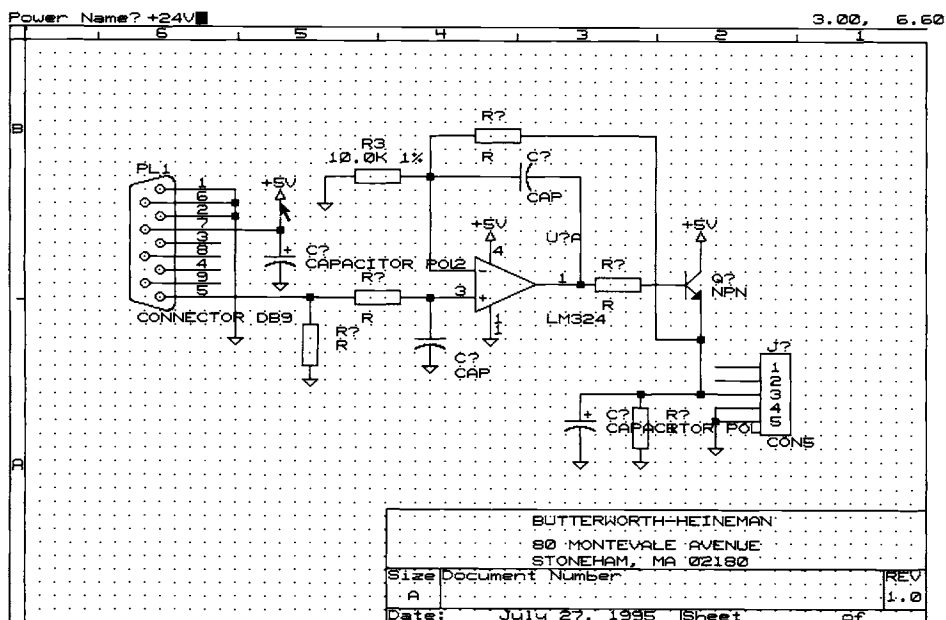 Power Name? +24V
3.00, 6.60
6 5 4 3 2 1
B
R?
R
R3
10.0K 1%
C?
CAP
PL1
1
6
2
7
3
8
4
9
5
CONNECTOR DB9
+5V
C?
CAPACITOR POL
+5V
4
U?A
2
3
1
11
LM324
R?
R
R?
R
C?
CAP
R?
R
+5V
Q?
NPN
J?
1
2
3
4
5
CON5
C?
CAPACITOR POL
R?
A
BUTTERWORTH-HEINEMAN
80 MONTEVALE AVENUE
STONEHAM, MA 02180
Size
Document Number
REV
A
1.0
Date: July 27, 1995
Sheet of